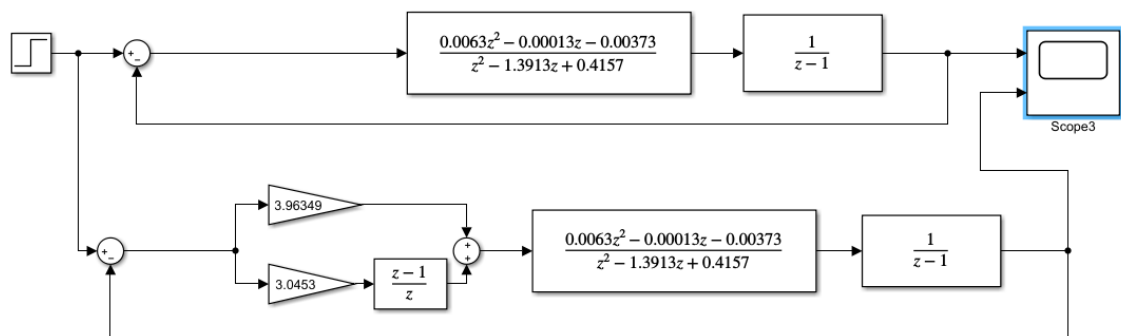 +
−
0.0063z² − 0.00013z − 0.00373
z² − 1.3913z + 0.4157
1
z − 1
Scope3
3.96349
+
−
+
+
0.0063z² − 0.00013z − 0.00373
z² − 1.3913z + 0.4157
1
z − 1
3.0453
z − 1
z